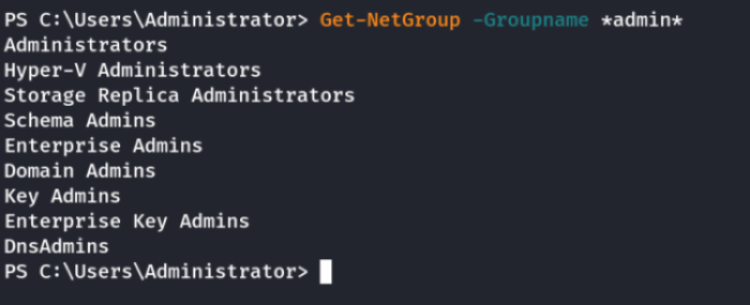 PS C:\Users\Administrator> Get-NetGroup -Groupname *admin*
Administrators
Hyper-V Administrators
Storage Replica Administrators
Schema Admins
Enterprise Admins
Domain Admins
Key Admins
Enterprise Key Admins
DnsAdmins
PS C:\Users\Administrator>